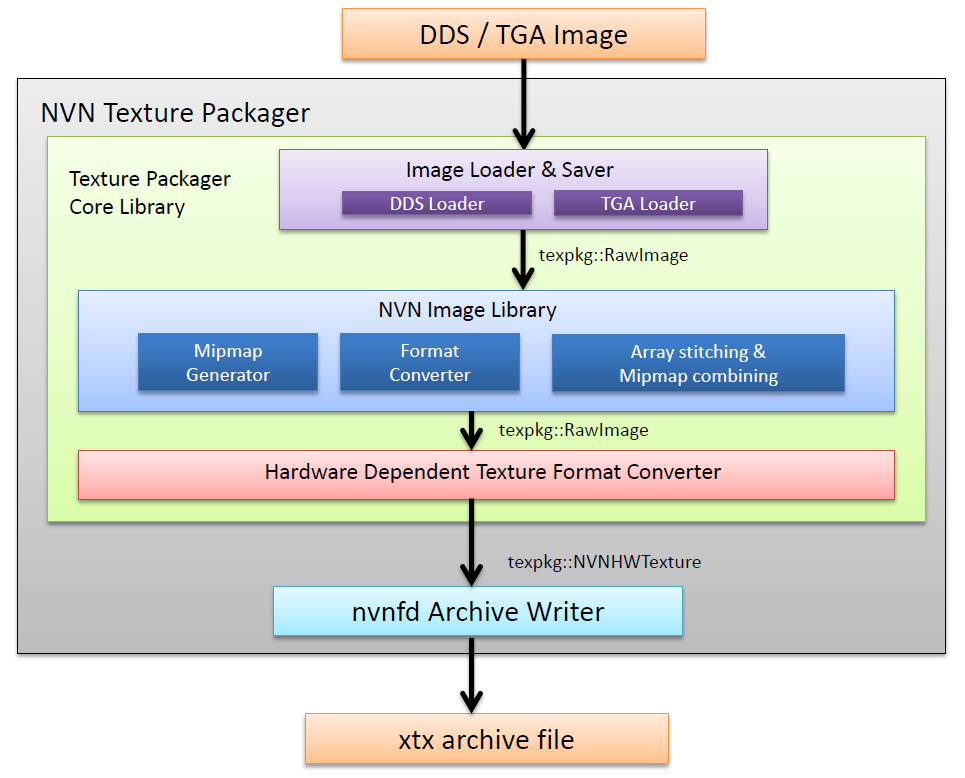 DDS / TGA Image
NVN Texture Packager
Texture Packager
Core Library
Image Loader & Saver
DDS Loader
TGA Loader
texpkg::RawImage
NVN Image Library
Mipmap
Generator
Format
Converter
Array stitching &
Mipmap combining
texpkg::RawImage
Hardware Dependent Texture Format Converter
texpkg::NVNHWTexture
nvnfd Archive Writer
xtx archive file